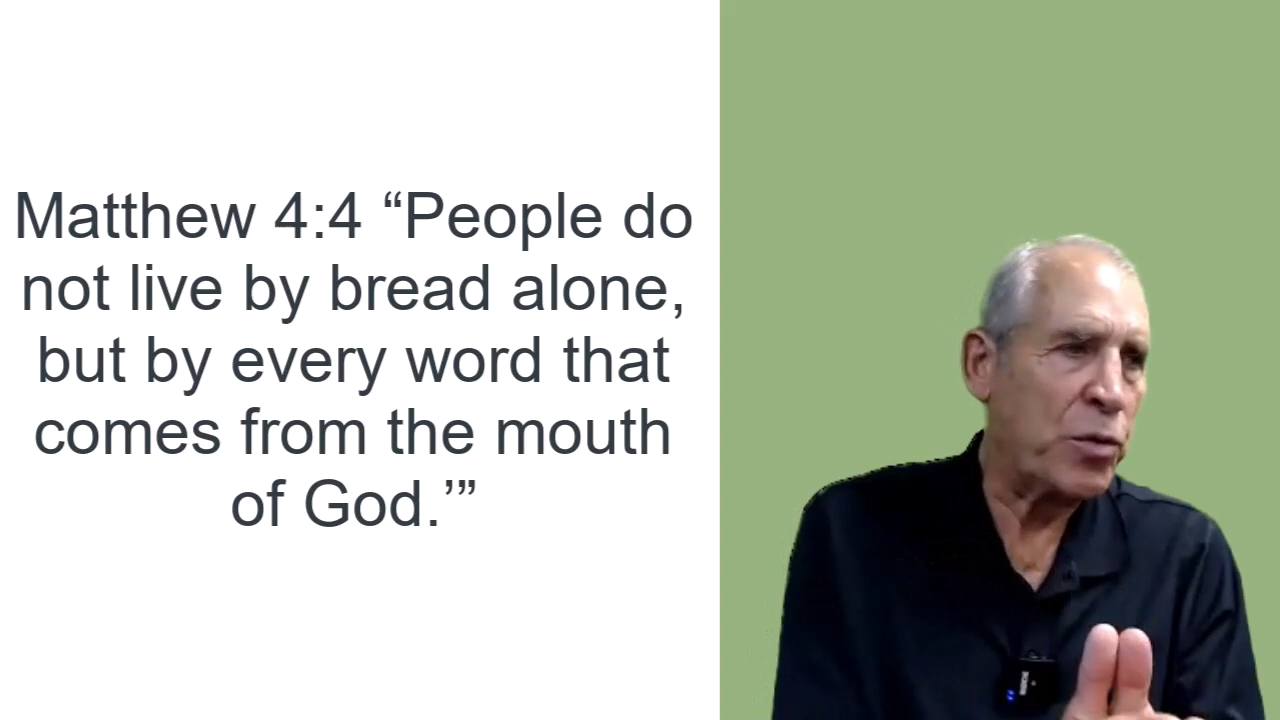 Matthew 4:4 “People do
not live by bread alone,
but by every word that
comes from the mouth
of God.’”